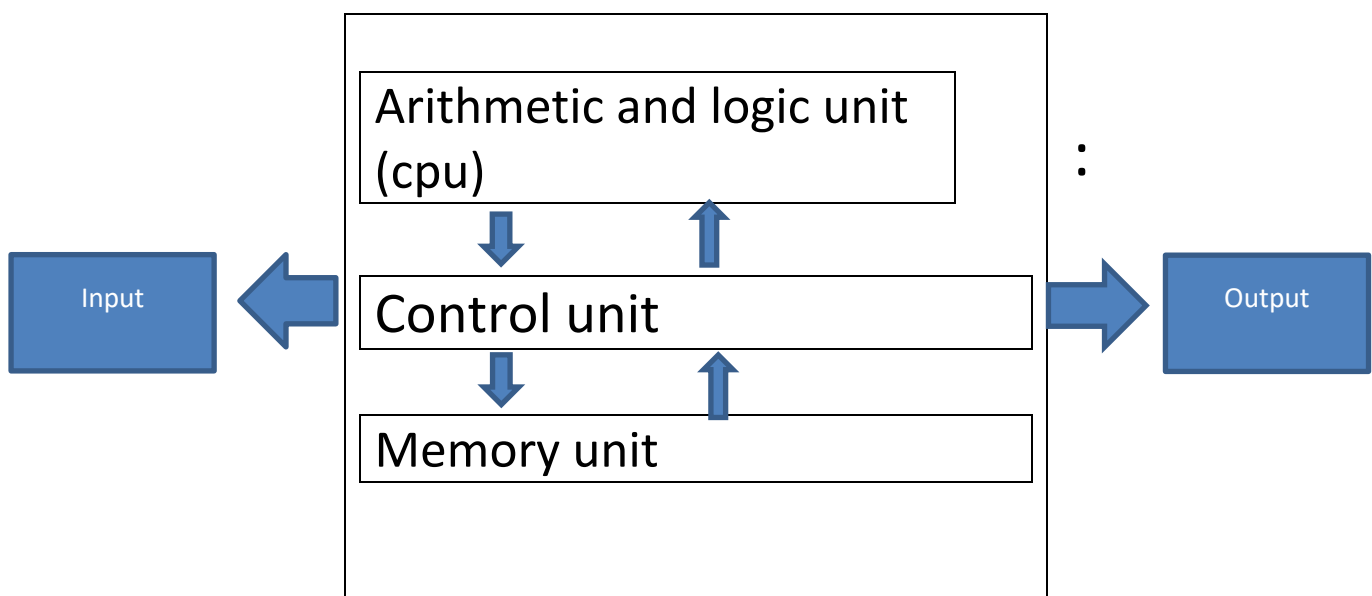 Arithmetic and logic unit
(cpu)
:
Input
Control unit
Output
Memory unit